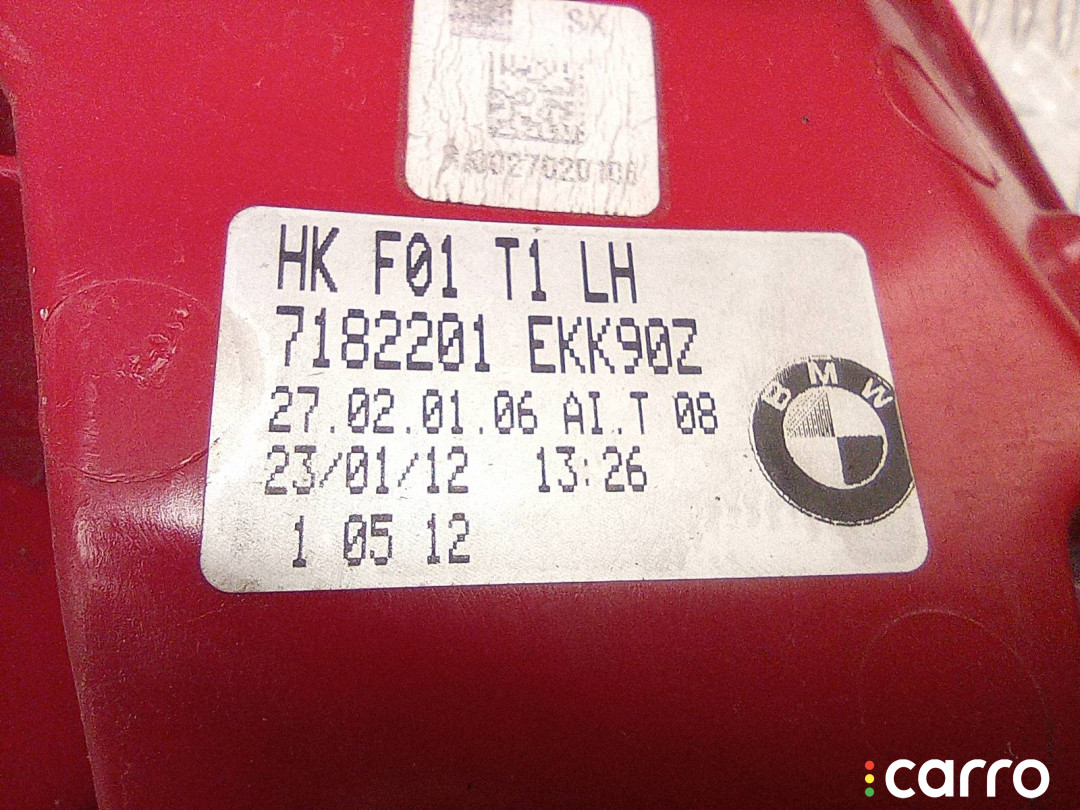 SX
HK F01 T1 LH
7182201 EKK90Z
27.02.01.06 AI.T 08
23/01/12 13:26
1 05 12
BMW
carro